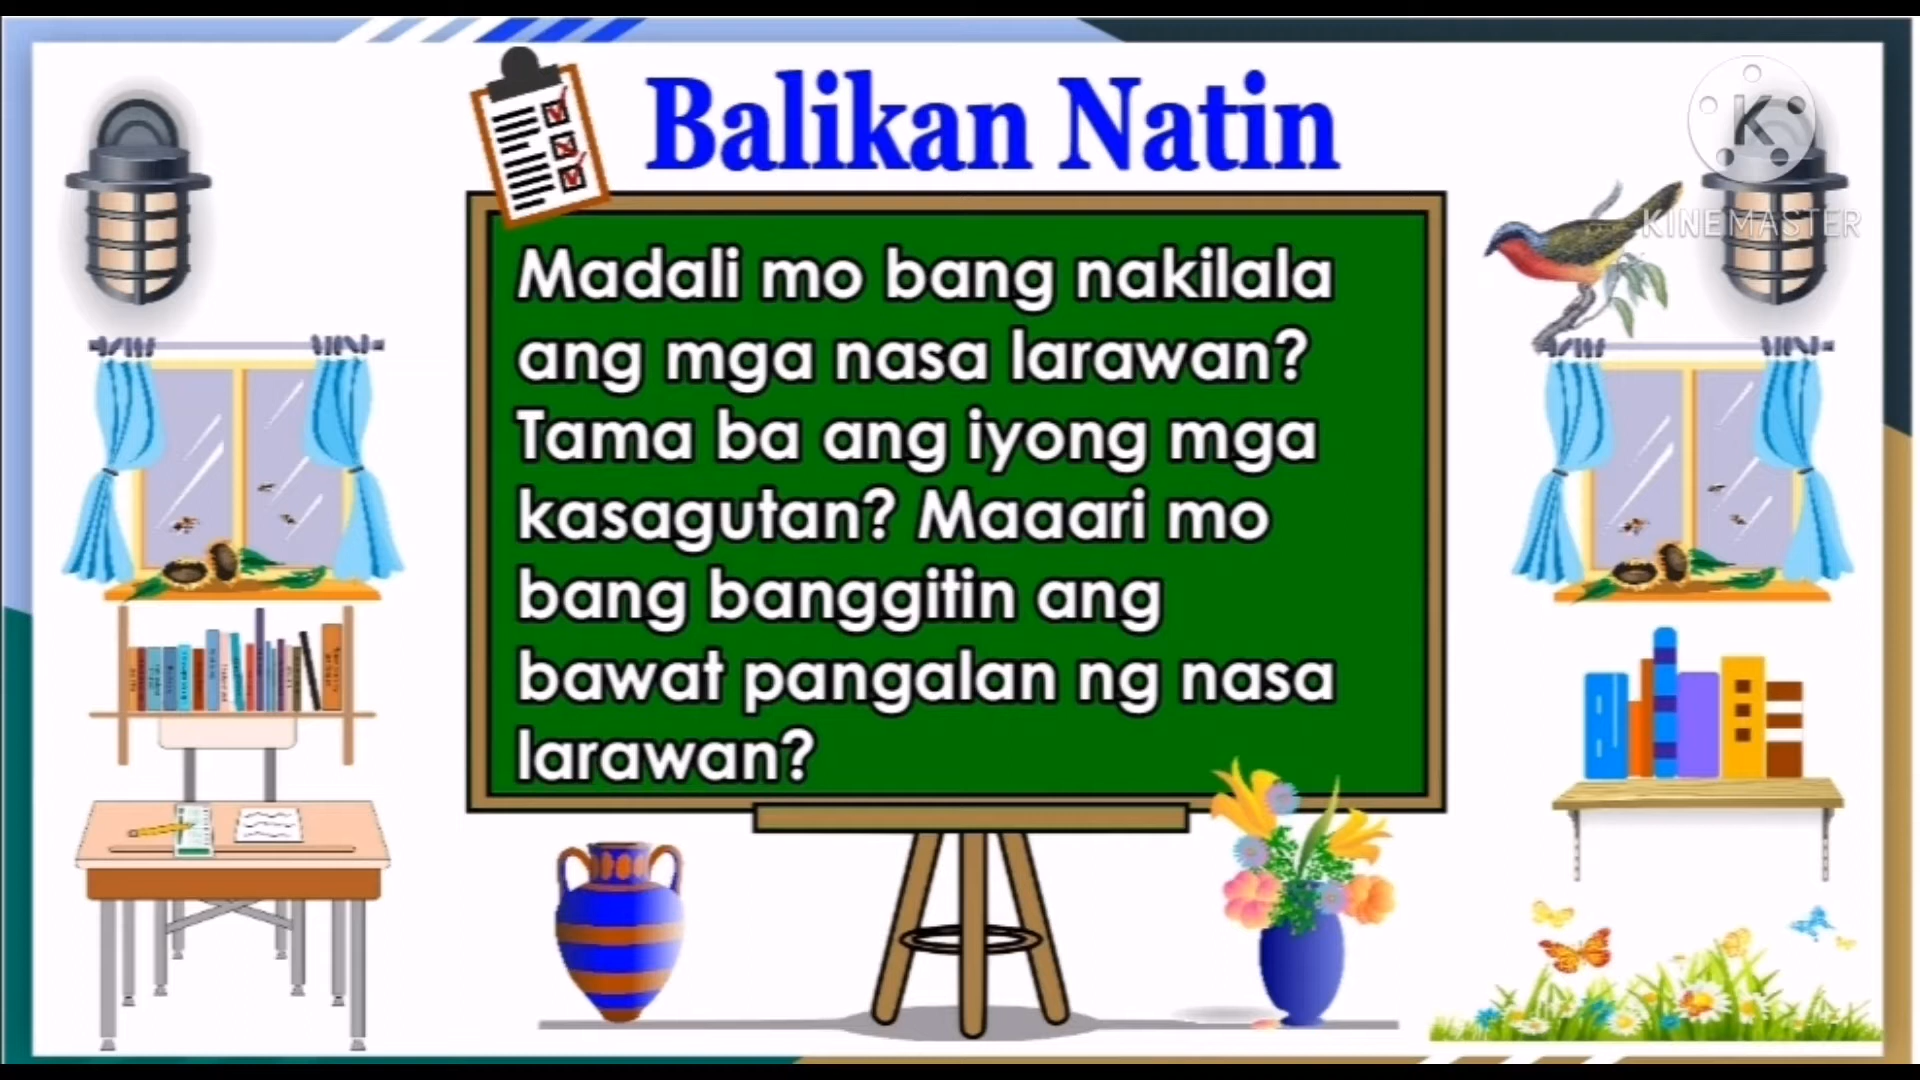 Balikan Natin
Madali mo bang nakilala
ang mga nasa larawan?
Tama ba ang iyong mga
kasagutan? Maaari mo
bang banggitin ang
bawat pangalan ng nasa
larawan?
K
KINEMASTER